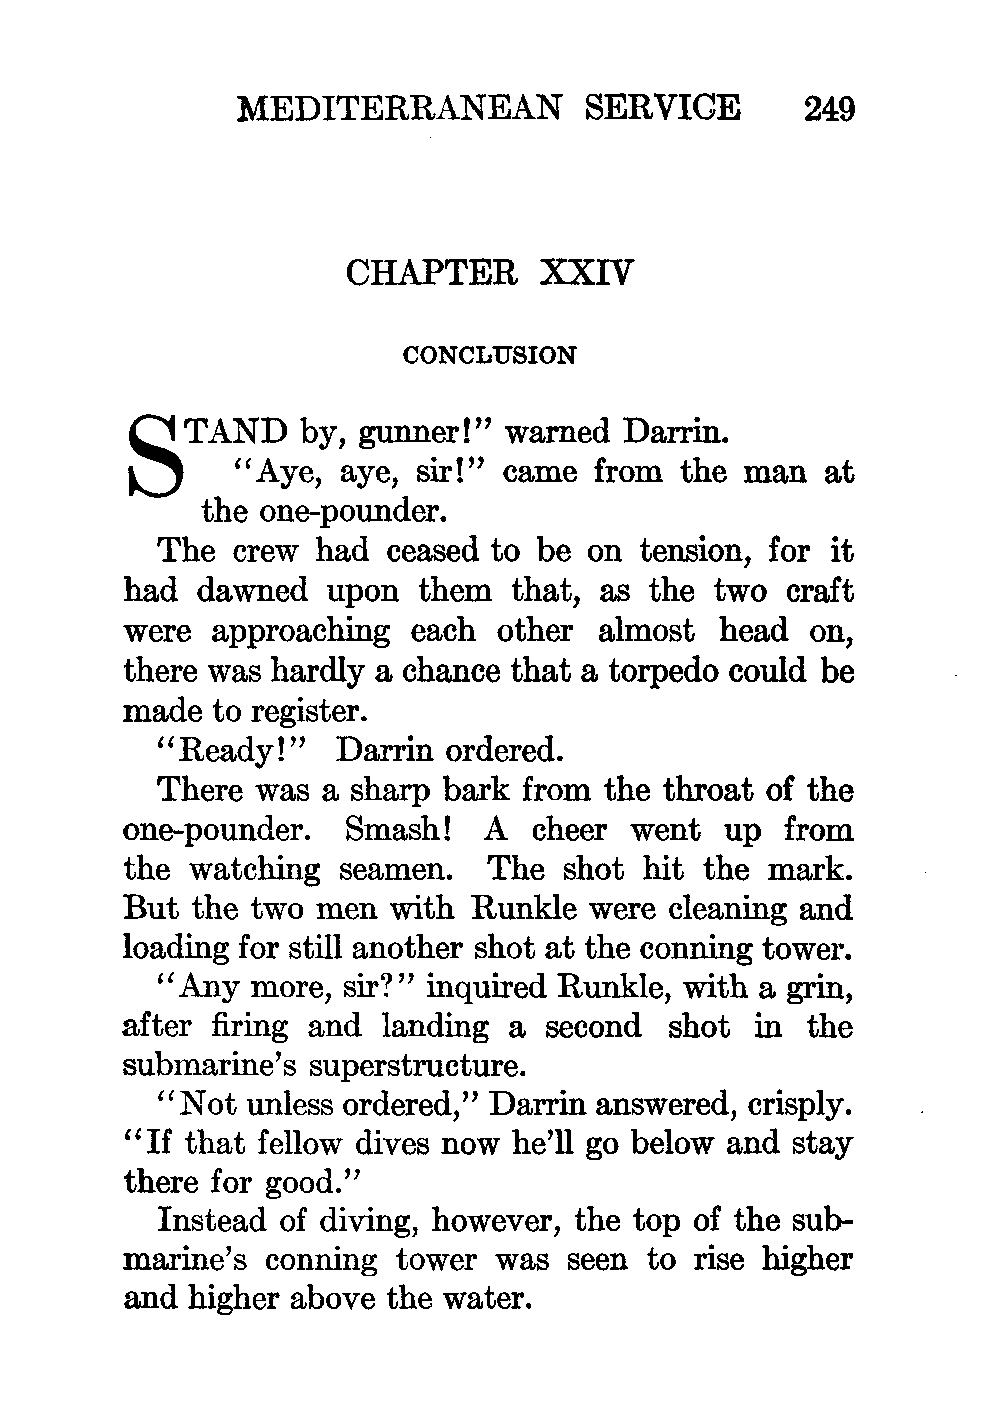 MEDITERRANEAN SERVICE 249
CHAPTER XXIV
CONCLUSION
STAND by, gunner!" warned Darrin.
"Aye, aye, sir!" came from the man at
the one-pounder.
The crew had ceased to be on tension, for it
had dawned upon them that, as the two craft
were approaching each other almost head on,
there was hardly a chance that a torpedo could be
made to register.
"Ready!" Darrin ordered.
There was a sharp bark from the throat of the
one-pounder. Smash! A cheer went up from
the watching seamen. The shot hit the mark.
But the two men with Runkle were cleaning and
loading for still another shot at the conning tower.
"Any more, sir?" inquired Runkle, with a grin,
after firing and landing a second shot in the
submarine's superstructure.
"Not unless ordered," Darrin answered, crisply.
"If that fellow dives now he'll go below and stay
there for good."
Instead of diving, however, the top of the sub-
marine's conning tower was seen to rise higher
and higher above the water.